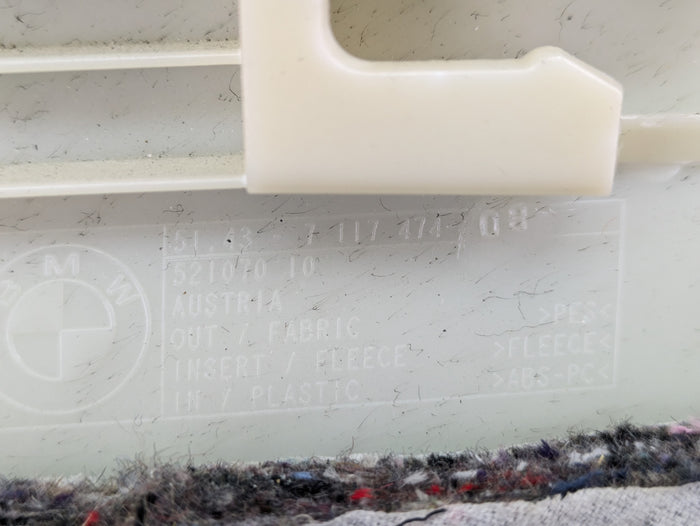 BMW
51.43 - 7 117 474 / 08
521070 10
AUSTRIA
OUT / FABRIC >PES<
INSERT / FLEECE >FLEECE<
IN / PLASTIC >ABS-PC<